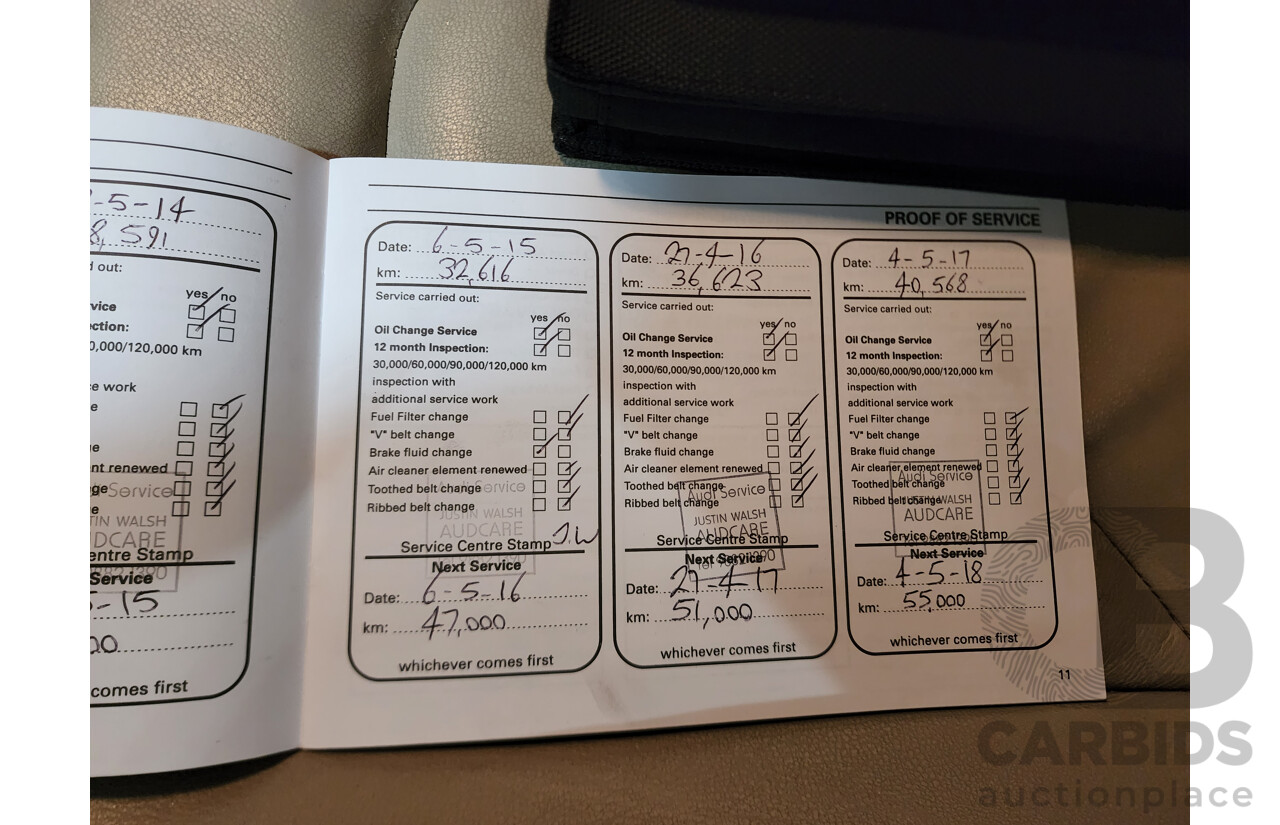 PROOF OF SERVICE
-5-14
8,591
d out:
yes no
vice
ection:
0,000/120,000 km
e work
e
e
ent renewed
ge
e
Service
TIN WALSH
DCARE
entre Stamp
Service
5-15
00
comes first
Date: 6-5-15
km: 32,616
Service carried out:
yes no
Oil Change Service
12 month Inspection:
30,000/60,000/90,000/120,000 km
inspection with
additional service work
Fuel Filter change
"V" belt change
Brake fluid change
Air cleaner element renewed
Toothed belt change
Ribbed belt change
Audi Service
JUSTIN WALSH
AUDCARE
Service Centre Stamp J.W
Next Service
Date: 6-5-16
km: 47,000
whichever comes first
Date: 27-4-16
km: 36,623
Service carried out:
yes no
Oil Change Service
12 month Inspection:
30,000/60,000/90,000/120,000 km
inspection with
additional service work
Fuel Filter change
"V" belt change
Brake fluid change
Air cleaner element renewed
Toothed belt change
Ribbed belt change
Audi Service
JUSTIN WALSH
AUDCARE
Service Centre Stamp
Next Service
Date: 27-4-17
km: 51,000
whichever comes first
Date: 4-5-17
km: 40,568
Service carried out:
yes no
Oil Change Service
12 month Inspection:
30,000/60,000/90,000/120,000 km
inspection with
additional service work
Fuel Filter change
"V" belt change
Brake fluid change
Air cleaner element renewed
Toothed belt change
Ribbed belt change
Audi Service
JUSTIN WALSH
AUDCARE
Service Centre Stamp
Next Service
Date: 4-5-18
km: 55,000
whichever comes first
11
CARBIDS
auctionplace